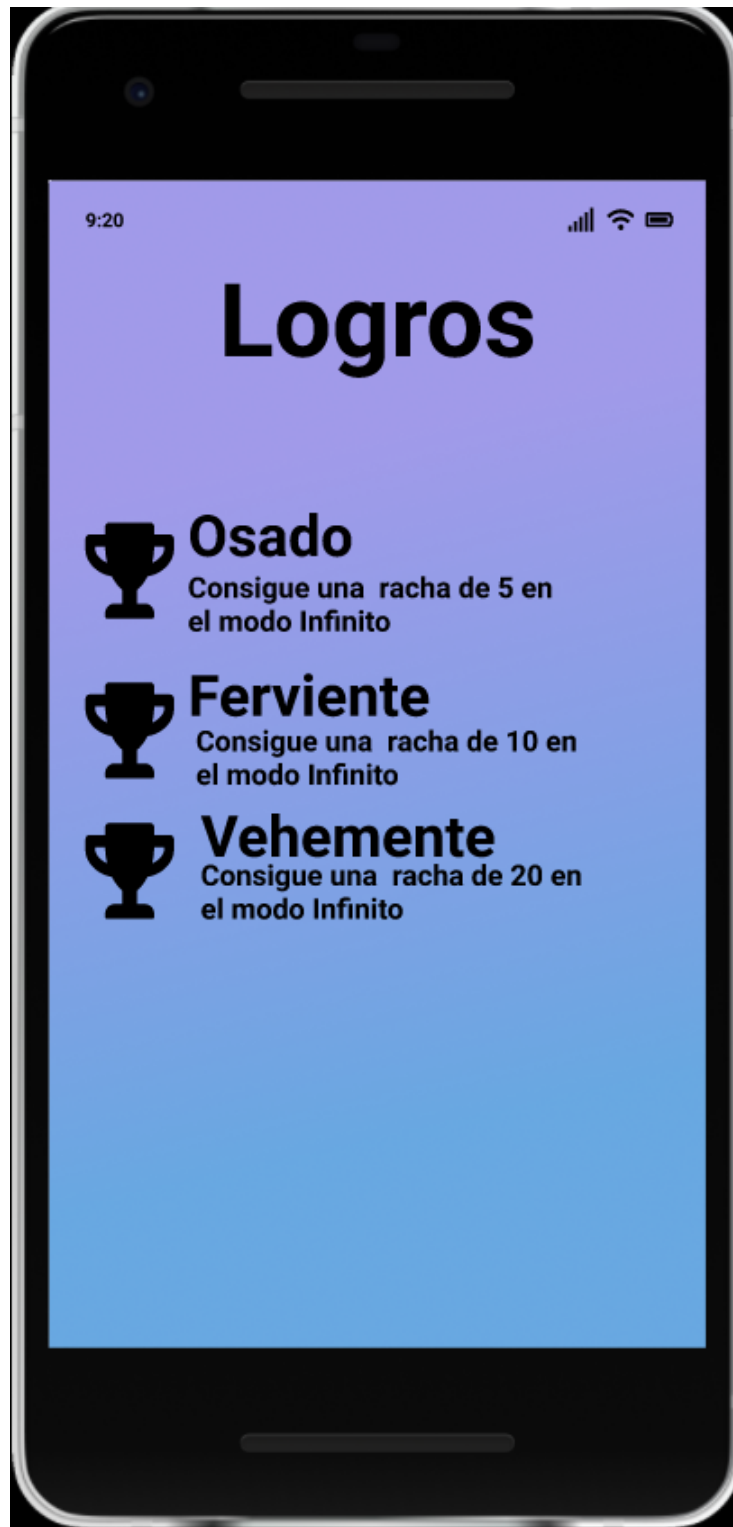 9:20
Logros
Osado
Consigue una  racha de 5 en
el modo Infinito
Ferviente
Consigue una  racha de 10 en
el modo Infinito
Vehemente
Consigue una  racha de 20 en
el modo Infinito